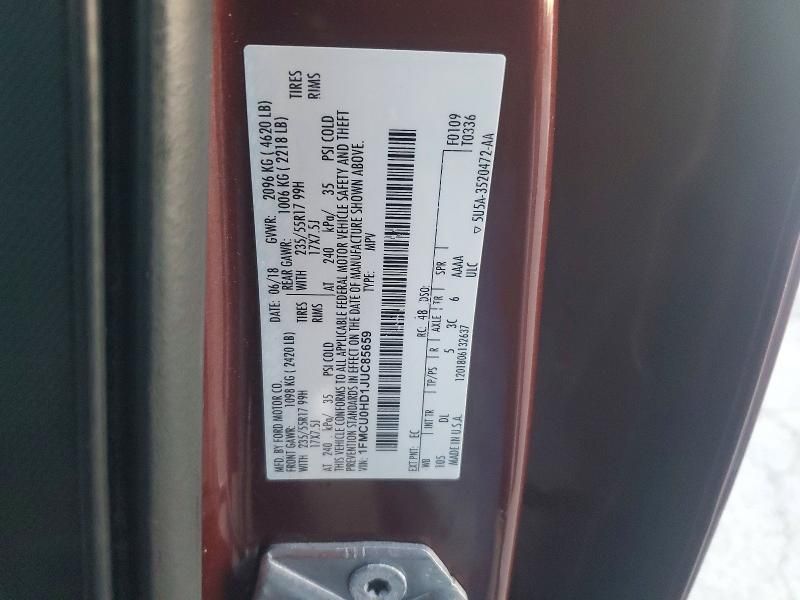 MFD. BY FORD MOTOR CO.
DATE: 06/18 GVWR: 2096 KG ( 4620 LB)
FRONT GAWR: 1098 KG ( 2420 LB) REAR GAWR: 1006 KG ( 2218 LB)
WITH 235/55R17 99H TIRES WITH 235/55R17 99H TIRES
17X7.5J RIMS 17X7.5J RIMS
AT 240 kPa/ 35 PSI COLD AT 240 kPa/ 35 PSI COLD
THIS VEHICLE CONFORMS TO ALL APPLICABLE FEDERAL MOTOR VEHICLE SAFETY AND THEFT
PREVENTION STANDARDS IN EFFECT ON THE DATE OF MANUFACTURE SHOWN ABOVE.
VIN: 1FMCU0HD1JUC85659 TYPE: MPV
F0109
T0336
EXT PNT: EC RC: 4B DSO:
WB INT TR TP/PS R AXLE TR SPR
105 DL 5 3C 6 AAAA
MADE IN U.S.A. 1201806132637 ULC
▽ 5U5A-3520472-AA